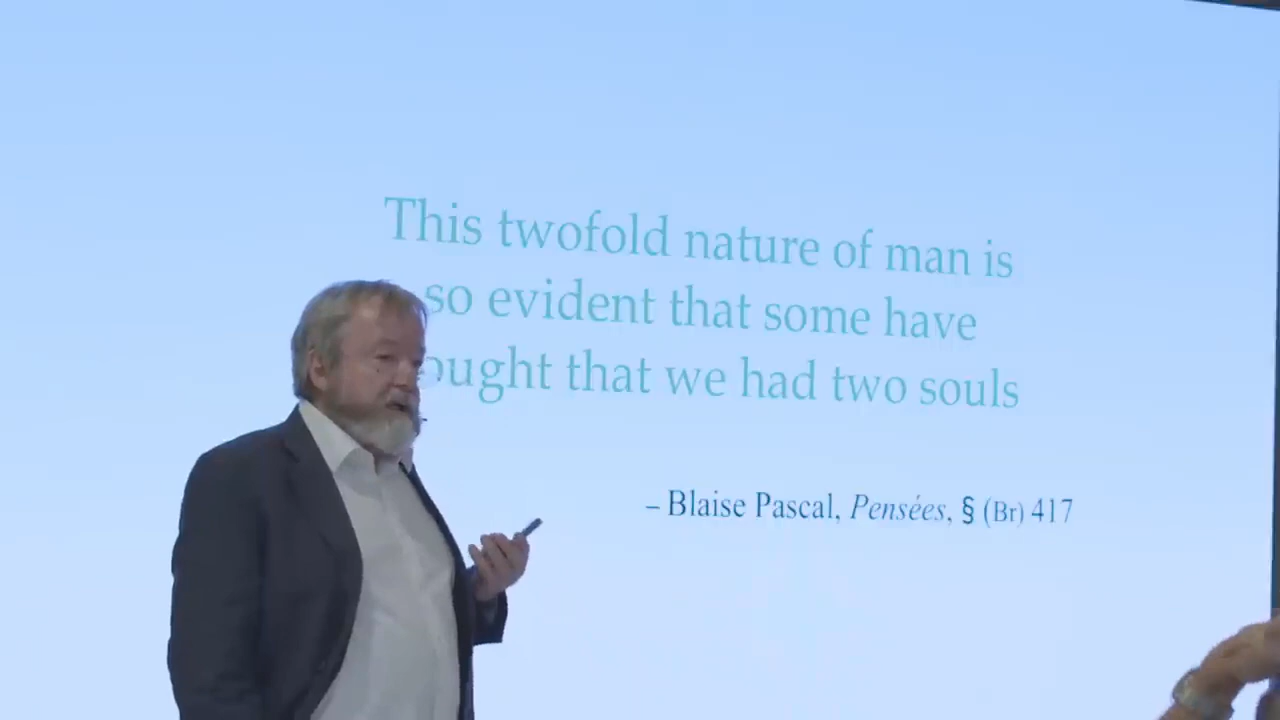 This twofold nature of man is
so evident that some have
ought that we had two souls
– Blaise Pascal, Pensées, § (Br) 417